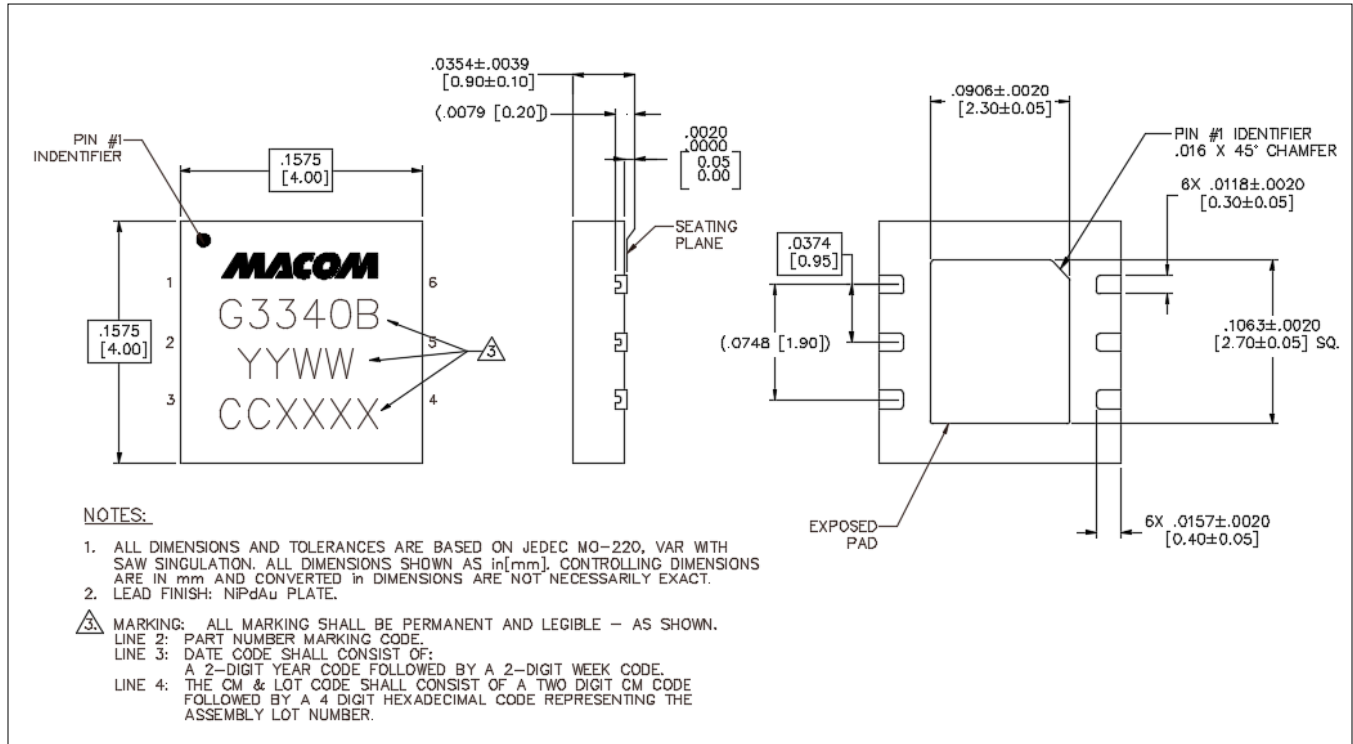 .0354±.0039
[0.90±0.10]
(.0079 [0.20])
.0020
.0000
[0.05
0.00]
.0906±.0020
[2.30±0.05]
PIN #1
INDENTIFIER
.1575
[4.00]
PIN #1 IDENTIFIER
.016 X 45° CHAMFER
6X .0118±.0020
[0.30±0.05]
SEATING
PLANE
.0374
[0.95]
MACOM
G3340B
YYWW
CCXXXX
1
2
3
6
5
4
3
.1575
[4.00]
(.0748 [1.90])
.1063±.0020
[2.70±0.05] SQ.
EXPOSED
PAD
6X .0157±.0020
[0.40±0.05]
NOTES:
1. ALL DIMENSIONS AND TOLERANCES ARE BASED ON JEDEC MO-220, VAR WITH
SAW SINGULATION. ALL DIMENSIONS SHOWN AS in[mm]. CONTROLLING DIMENSIONS
ARE IN mm AND CONVERTED in DIMENSIONS ARE NOT NECESSARILY EXACT.
2. LEAD FINISH: NiPdAu PLATE.
3. MARKING: ALL MARKING SHALL BE PERMANENT AND LEGIBLE – AS SHOWN.
LINE 2: PART NUMBER MARKING CODE.
LINE 3: DATE CODE SHALL CONSIST OF:
A 2-DIGIT YEAR CODE FOLLOWED BY A 2-DIGIT WEEK CODE.
LINE 4: THE CM & LOT CODE SHALL CONSIST OF A TWO DIGIT CM CODE
FOLLOWED BY A 4 DIGIT HEXADECIMAL CODE REPRESENTING THE
ASSEMBLY LOT NUMBER.